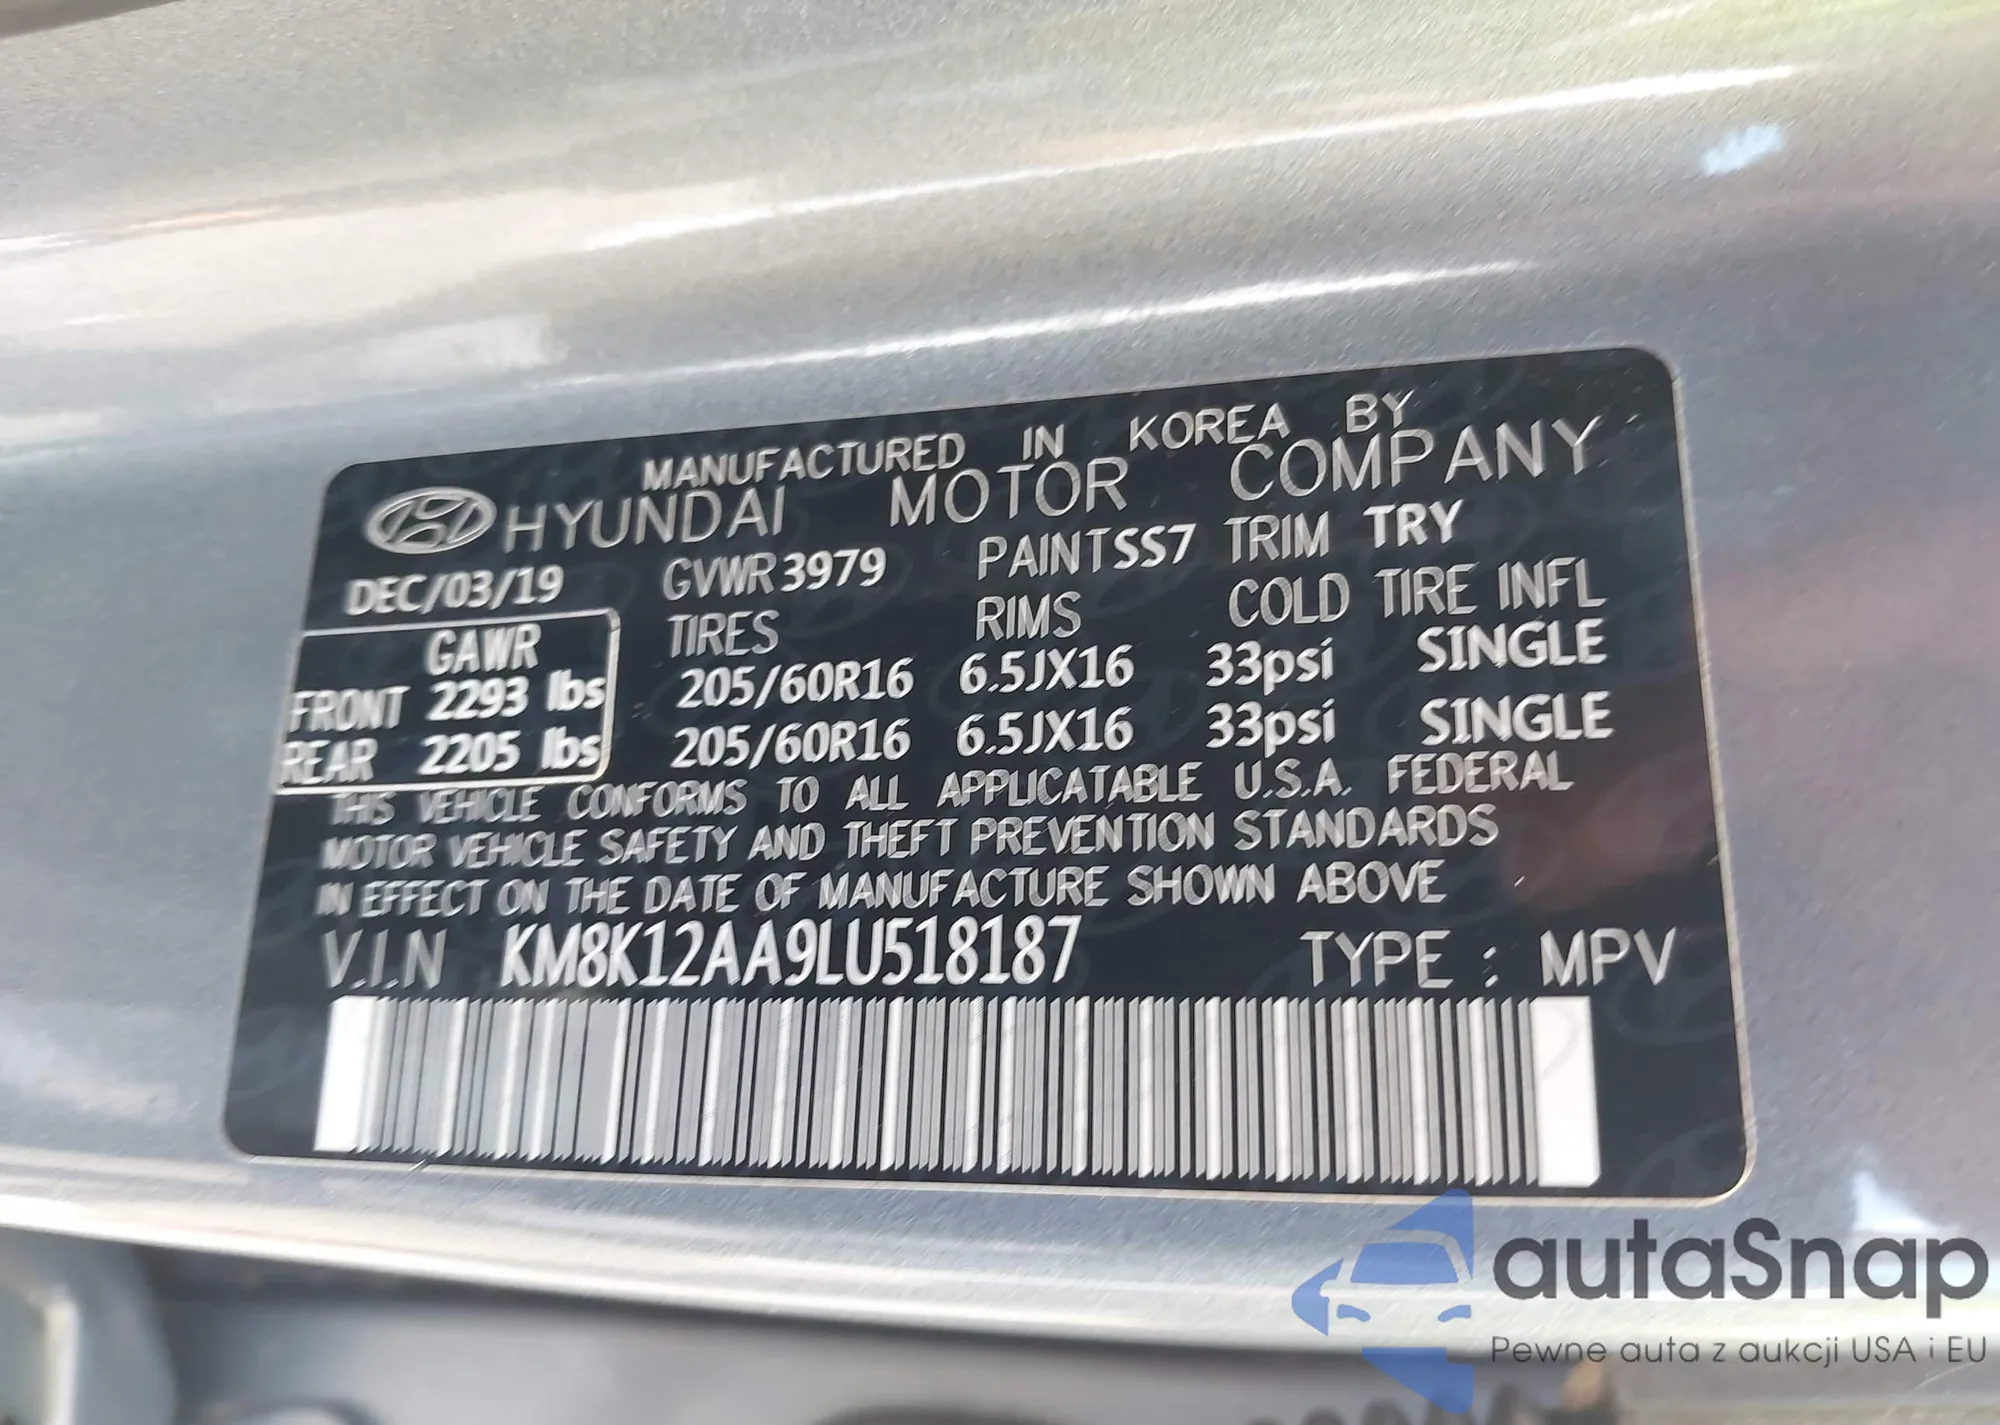 MANUFACTURED IN KOREA BY
HYUNDAI MOTOR COMPANY
DEC/03/19 GVWR 3979 PAINT SS7 TRIM TRY
GAWR TIRES RIMS COLD TIRE INFL
FRONT 2293 lbs 205/60R16 6.5JX16 33psi SINGLE
REAR 2205 lbs 205/60R16 6.5JX16 33psi SINGLE
THIS VEHICLE CONFORMS TO ALL APPLICATABLE U.S.A. FEDERAL
MOTOR VEHICLE SAFETY AND THEFT PREVENTION STANDARDS
IN EFFECT ON THE DATE OF MANUFACTURE SHOWN ABOVE
V.I.N KM8K12AA9LU518187 TYPE : MPV
autaSnap
Pewne auta z aukcji USA i EU